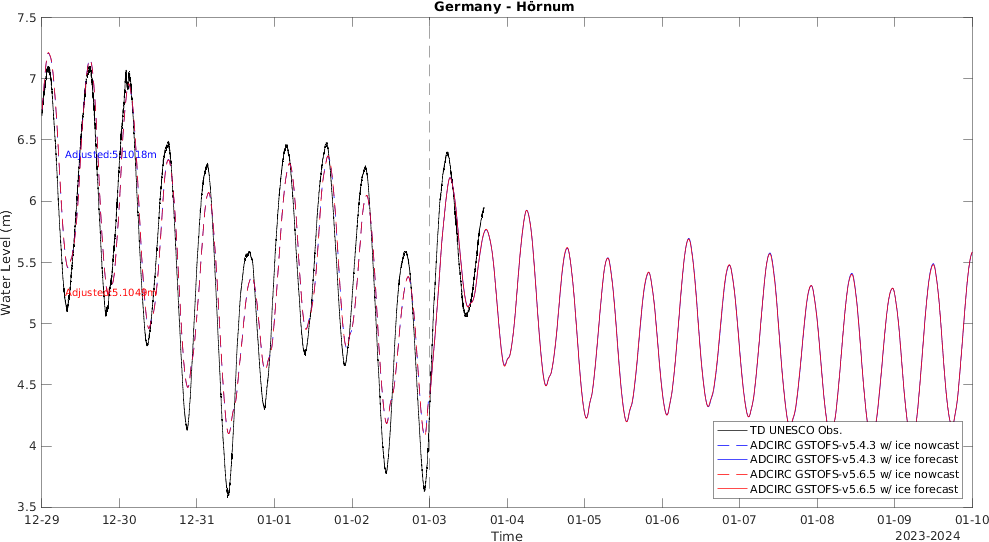 Germany - Hörnum
7.5
7
6.5
6
5.5
5
4.5
4
3.5
Water Level (m)
Adjusted:5.1018m
Adjusted:5.1049m
TD UNESCO Obs.
ADCIRC GSTOFS-v5.4.3 w/ ice nowcast
ADCIRC GSTOFS-v5.4.3 w/ ice forecast
ADCIRC GSTOFS-v5.6.5 w/ ice nowcast
ADCIRC GSTOFS-v5.6.5 w/ ice forecast
12-29 12-30 12-31 01-01 01-02 01-03 01-04 01-05 01-06 01-07 01-08 01-09 01-10
Time
2023-2024